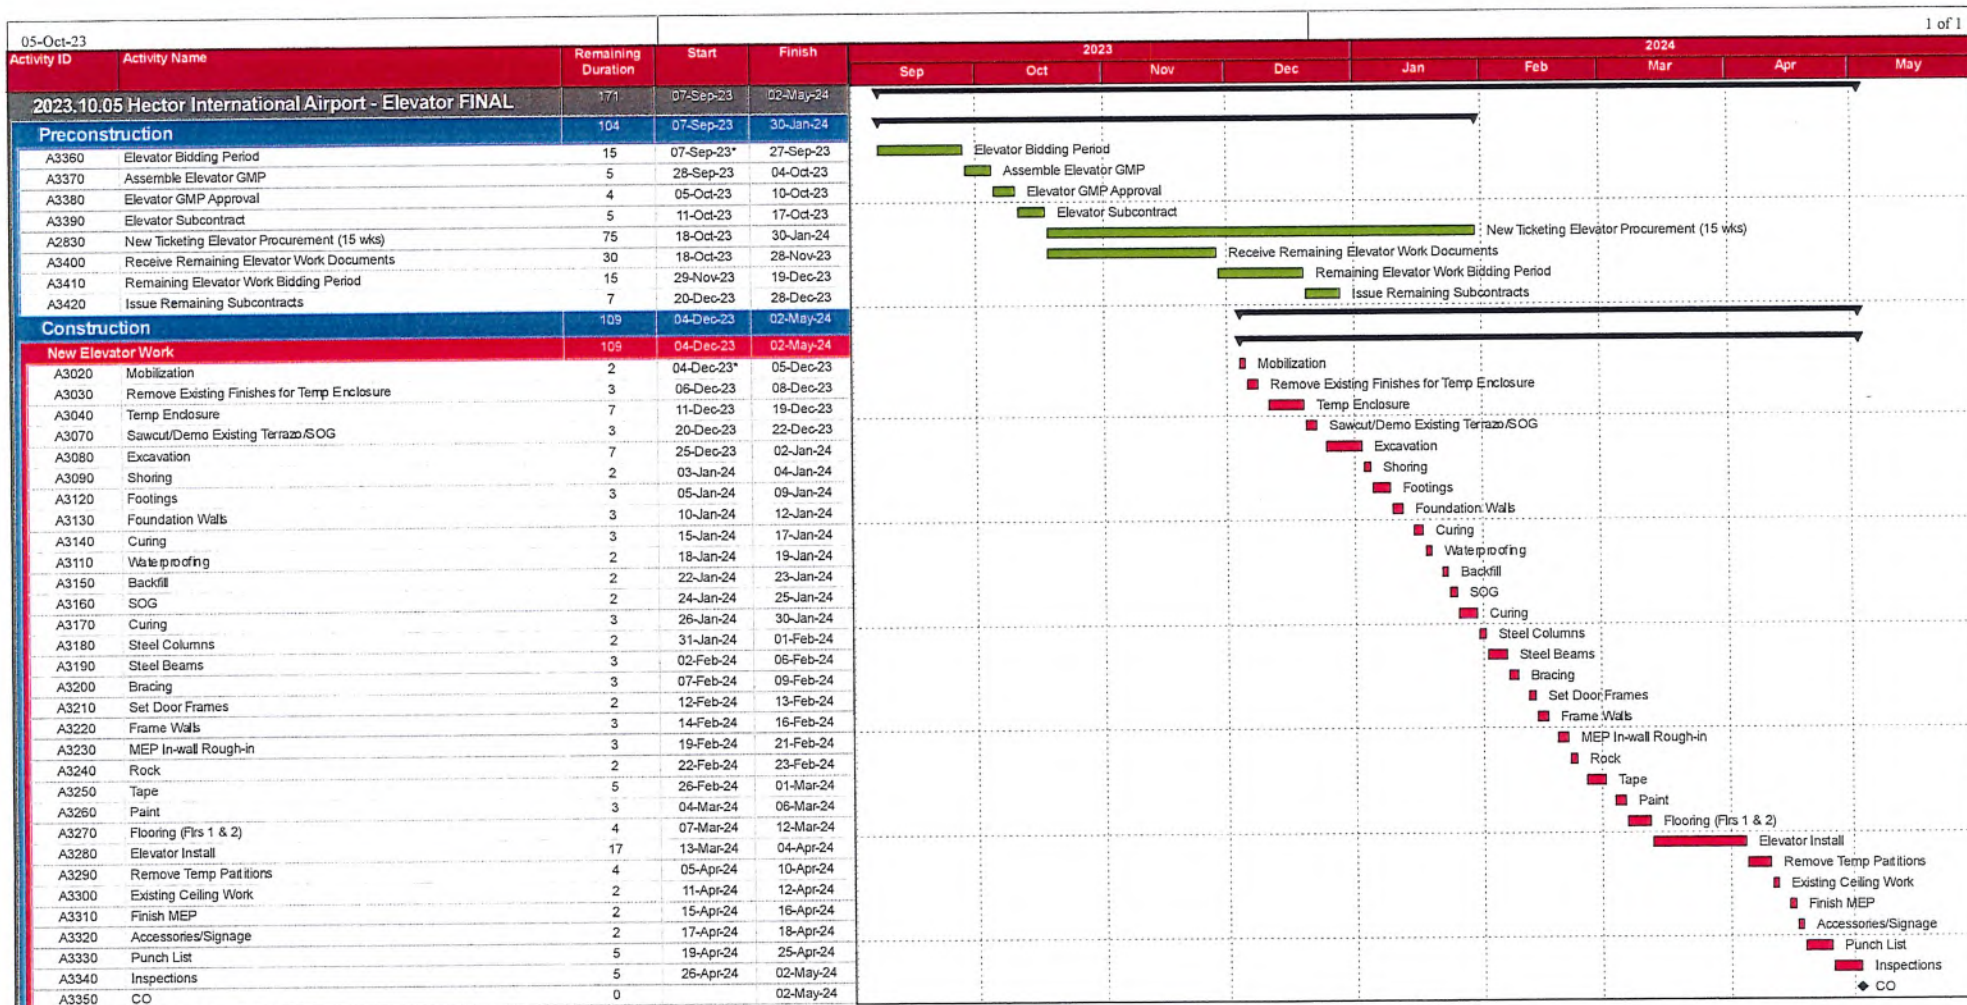 1 of 1
05-Oct-23
Activity ID Activity Name Remaining Duration Start Finish 2023 2024
Sep Oct Nov Dec Jan Feb Mar Apr May
2023.10.05 Hector International Airport - Elevator FINAL 171 07-Sep-23 02-May-24
Preconstruction 104 07-Sep-23 30-Jan-24
A3360 Elevator Bidding Period 15 07-Sep-23* 27-Sep-23 Elevator Bidding Period
A3370 Assemble Elevator GMP 5 28-Sep-23 04-Oct-23 Assemble Elevator GMP
A3380 Elevator GMP Approval 4 05-Oct-23 10-Oct-23 Elevator GMP Approval
A3390 Elevator Subcontract 5 11-Oct-23 17-Oct-23 Elevator Subcontract
A2830 New Ticketing Elevator Procurement (15 wks) 75 18-Oct-23 30-Jan-24 New Ticketing Elevator Procurement (15 wks)
A3400 Receive Remaining Elevator Work Documents 30 18-Oct-23 28-Nov-23 Receive Remaining Elevator Work Documents
A3410 Remaining Elevator Work Bidding Period 15 29-Nov-23 19-Dec-23 Remaining Elevator Work Bidding Period
A3420 Issue Remaining Subcontracts 7 20-Dec-23 28-Dec-23 Issue Remaining Subcontracts
Construction 109 04-Dec-23 02-May-24
New Elevator Work 109 04-Dec-23 02-May-24
A3020 Mobilization 2 04-Dec-23* 05-Dec-23 Mobilization
A3030 Remove Existing Finishes for Temp Enclosure 3 06-Dec-23 08-Dec-23 Remove Existing Finishes for Temp Enclosure
A3040 Temp Enclosure 7 11-Dec-23 19-Dec-23 Temp Enclosure
A3070 Sawcut/Demo Existing Terrazo/SOG 3 20-Dec-23 22-Dec-23 Sawcut/Demo Existing Terrazo/SOG
A3080 Excavation 7 25-Dec-23 02-Jan-24 Excavation
A3090 Shoring 2 03-Jan-24 04-Jan-24 Shoring
A3120 Footings 3 05-Jan-24 09-Jan-24 Footings
A3130 Foundation Walls 3 10-Jan-24 12-Jan-24 Foundation Walls
A3140 Curing 3 15-Jan-24 17-Jan-24 Curing
A3110 Waterproofing 2 18-Jan-24 19-Jan-24 Waterproofing
A3150 Backfill 2 22-Jan-24 23-Jan-24 Backfill
A3160 SOG 2 24-Jan-24 25-Jan-24 SOG
A3170 Curing 3 26-Jan-24 30-Jan-24 Curing
A3180 Steel Columns 2 31-Jan-24 01-Feb-24 Steel Columns
A3190 Steel Beams 3 02-Feb-24 06-Feb-24 Steel Beams
A3200 Bracing 3 07-Feb-24 09-Feb-24 Bracing
A3210 Set Door Frames 2 12-Feb-24 13-Feb-24 Set Door Frames
A3220 Frame Walls 3 14-Feb-24 16-Feb-24 Frame Walls
A3230 MEP In-wall Rough-in 3 19-Feb-24 21-Feb-24 MEP In-wall Rough-in
A3240 Rock 2 22-Feb-24 23-Feb-24 Rock
A3250 Tape 5 26-Feb-24 01-Mar-24 Tape
A3260 Paint 3 04-Mar-24 06-Mar-24 Paint
A3270 Flooring (Flrs 1 & 2) 4 07-Mar-24 12-Mar-24 Flooring (Flrs 1 & 2)
A3280 Elevator Install 17 13-Mar-24 04-Apr-24 Elevator Install
A3290 Remove Temp Patitions 4 05-Apr-24 10-Apr-24 Remove Temp Patitions
A3300 Existing Ceiling Work 2 11-Apr-24 12-Apr-24 Existing Ceiling Work
A3310 Finish MEP 2 15-Apr-24 16-Apr-24 Finish MEP
A3320 Accessories/Signage 2 17-Apr-24 18-Apr-24 Accessories/Signage
A3330 Punch List 5 19-Apr-24 25-Apr-24 Punch List
A3340 Inspections 5 26-Apr-24 02-May-24 Inspections
A3350 CO 0 02-May-24 CO